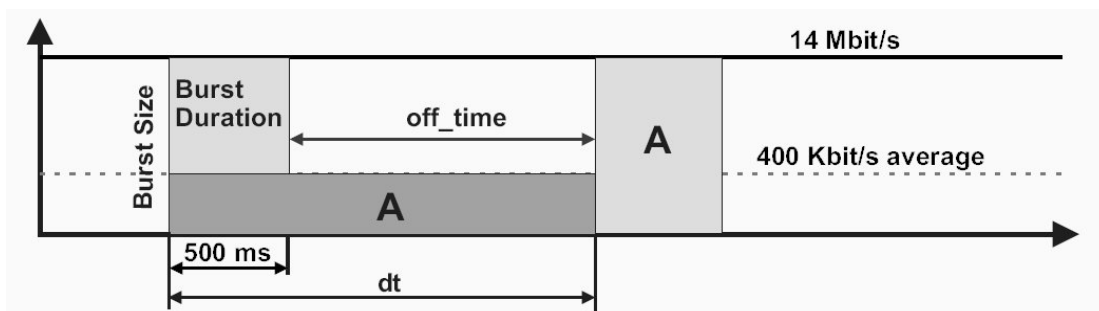 14 Mbit/s
Burst Size
Burst
Duration
off_time
A
400 Kbit/s average
A
500 ms
dt